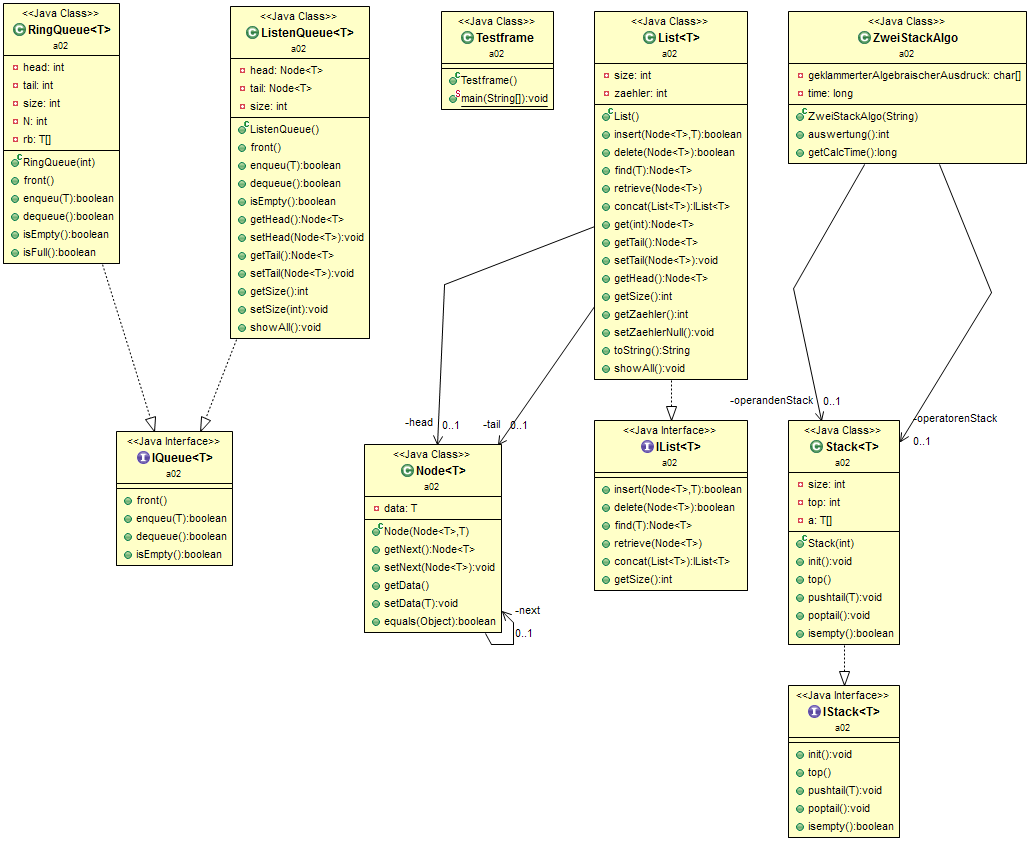 <<Java Class>>
RingQueue<T>
a02
head: int
tail: int
size: int
N: int
rb: T[]
RingQueue(int)
front()
enqueu(T):boolean
dequeue():boolean
isEmpty():boolean
isFull():boolean
<<Java Class>>
ListenQueue<T>
a02
head: Node<T>
tail: Node<T>
size: int
ListenQueue()
front()
enqueu(T):boolean
dequeue():boolean
isEmpty():boolean
getHead():Node<T>
setHead(Node<T>):void
getTail():Node<T>
setTail(Node<T>):void
getSize():int
setSize(int):void
showAll():void
<<Java Class>>
Testframe
a02
Testframe()
main(String[]):void
<<Java Class>>
List<T>
a02
size: int
zaehler: int
List()
insert(Node<T>,T):boolean
delete(Node<T>):boolean
find(T):Node<T>
retrieve(Node<T>)
concat(List<T>):IList<T>
get(int):Node<T>
getTail():Node<T>
setTail(Node<T>):void
getHead():Node<T>
getSize():int
getZaehler():int
setZaehlerNull():void
toString():String
showAll():void
<<Java Class>>
ZweiStackAlgo
a02
geklammerterAlgebraischerAusdruck: char[]
time: long
ZweiStackAlgo(String)
auswertung():int
getCalcTime():long
-head 0..1
-tail 0..1
-operandenStack 0..1
-operatorenStack
0..1
<<Java Interface>>
IQueue<T>
a02
front()
enqueu(T):boolean
dequeue():boolean
isEmpty():boolean
<<Java Class>>
Node<T>
a02
data: T
Node(Node<T>,T)
getNext():Node<T>
setNext(Node<T>):void
getData()
setData(T):void
equals(Object):boolean
-next
0..1
<<Java Interface>>
IList<T>
a02
insert(Node<T>,T):boolean
delete(Node<T>):boolean
find(T):Node<T>
retrieve(Node<T>)
concat(List<T>):IList<T>
getSize():int
<<Java Class>>
Stack<T>
a02
size: int
top: int
a: T[]
Stack(int)
init():void
top()
pushtail(T):void
poptail():void
isempty():boolean
<<Java Interface>>
IStack<T>
a02
init():void
top()
pushtail(T):void
poptail():void
isempty():boolean